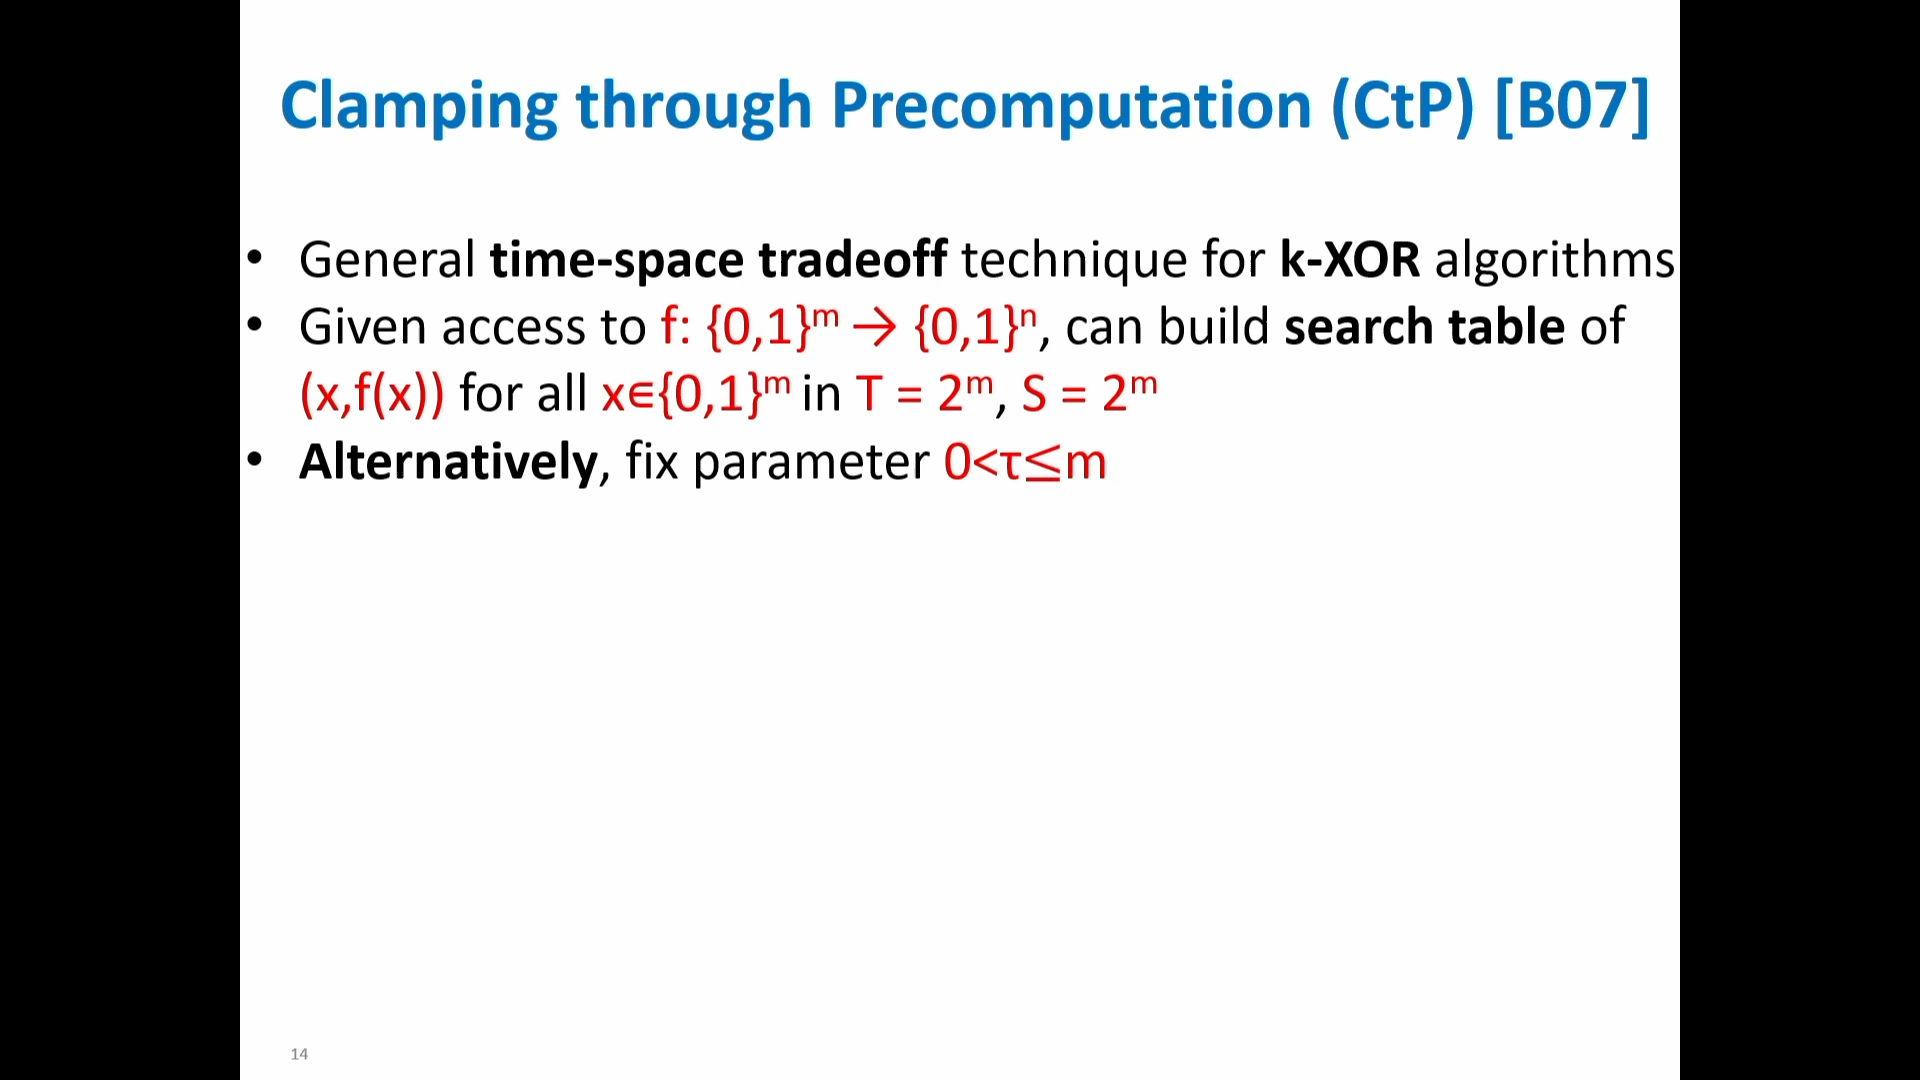 Clamping through Precomputation (CtP) [B07]
• General time-space tradeoff technique for k-XOR algorithms
• Given access to f: {0,1}ᵐ → {0,1}ⁿ, can build search table of
(x,f(x)) for all x∈{0,1}ᵐ in T = 2ᵐ, S = 2ᵐ
• Alternatively, fix parameter 0<τ≤m
14